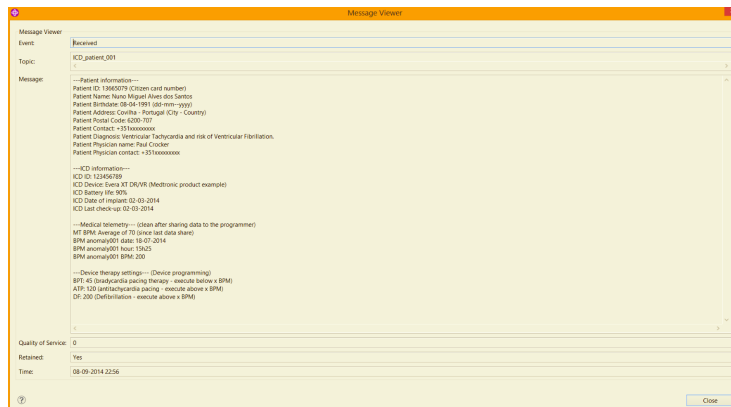 Message Viewer
Message Viewer
Event: Received
Topic: ICD_patient_001
Message: ---Patient information---
Patient ID: 13665079 (Citizen card number)
Patient Name: Nuno Miguel Alves dos Santos
Patient Birthdate: 08-04-1991 (dd-mm--yyyy)
Patient Address: Covilha - Portugal (City - Country)
Patient Postal Code: 6200-707
Patient Contact: +351xxxxxxxxx
Patient Diagnosis: Ventricular Tachycardia and risk of Ventricular Fibrillation.
Patient Physician name: Paul Crocker
Patient Physician contact: +351xxxxxxxxx
---ICD information---
ICD ID: 123456789
ICD Device: Evera XT DR/VR (Medtronic product example)
ICD Battery life: 90%
ICD Date of implant: 02-03-2014
ICD Last check-up: 02-03-2014
---Medical telemetry--- (clean after sharing data to the programmer)
MT BPM: Average of 70 (since last data share)
BPM anomaly001 date: 18-07-2014
BPM anomaly001 hour: 15h25
BPM anomaly001 BPM: 200
---Device therapy settings--- (Device programming)
BPT: 45 (bradycardia pacing therapy - execute below x BPM)
ATP: 120 (antitachycardia pacing - execute above x BPM)
DF: 200 (Defibrillation - execute above x BPM)
Quality of Service: 0
Retained: Yes
Time: 08-09-2014 22:56
?
Close